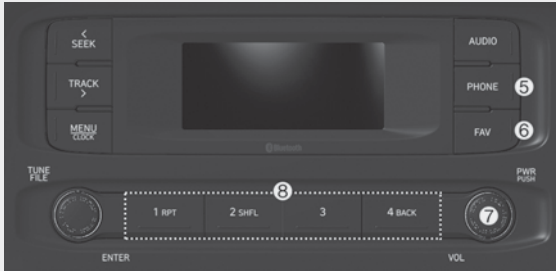 <
SEEK
AUDIO
TRACK
>
PHONE
5
MENU
CLOCK
FAV
6
Bluetooth
TUNE
FILE
PWR
PUSH
8
1 RPT
2 SHFL
3
4 BACK
7
ENTER
VOL